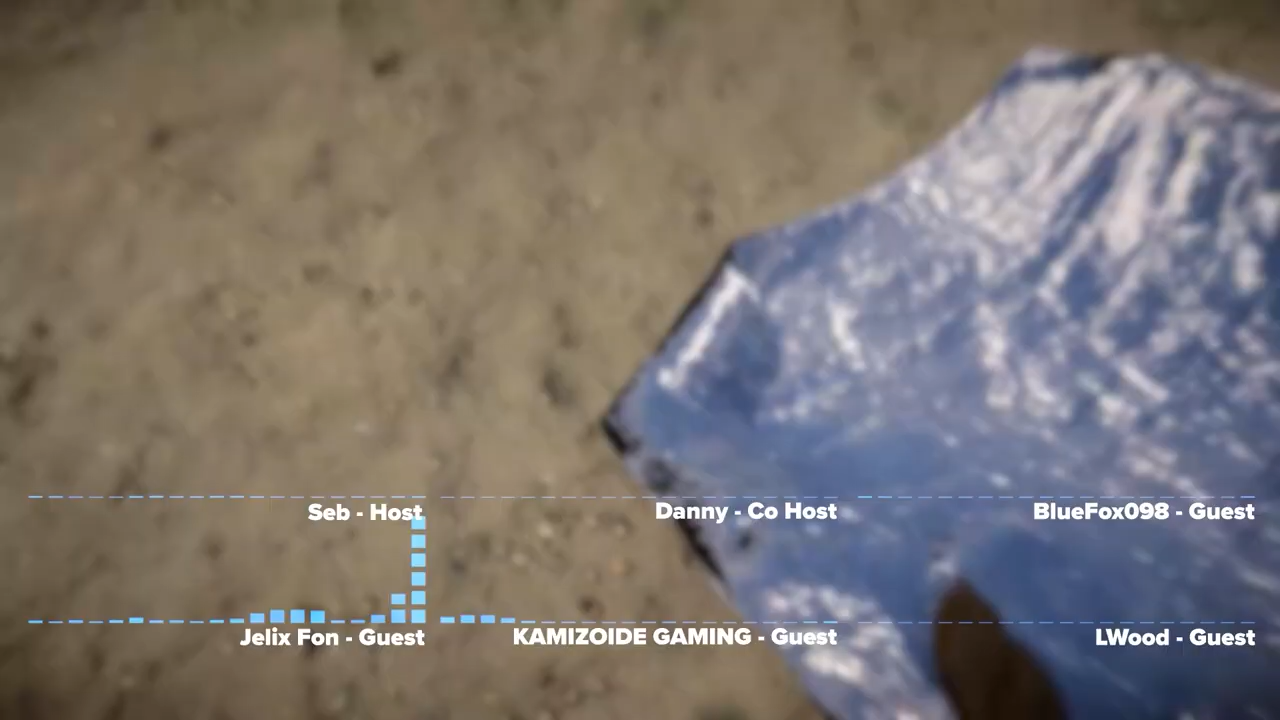 Seb - Host
Danny - Co Host
BlueFox098 - Guest
Jelix Fon - Guest
KAMIZOIDE GAMING - Guest
LWood - Guest